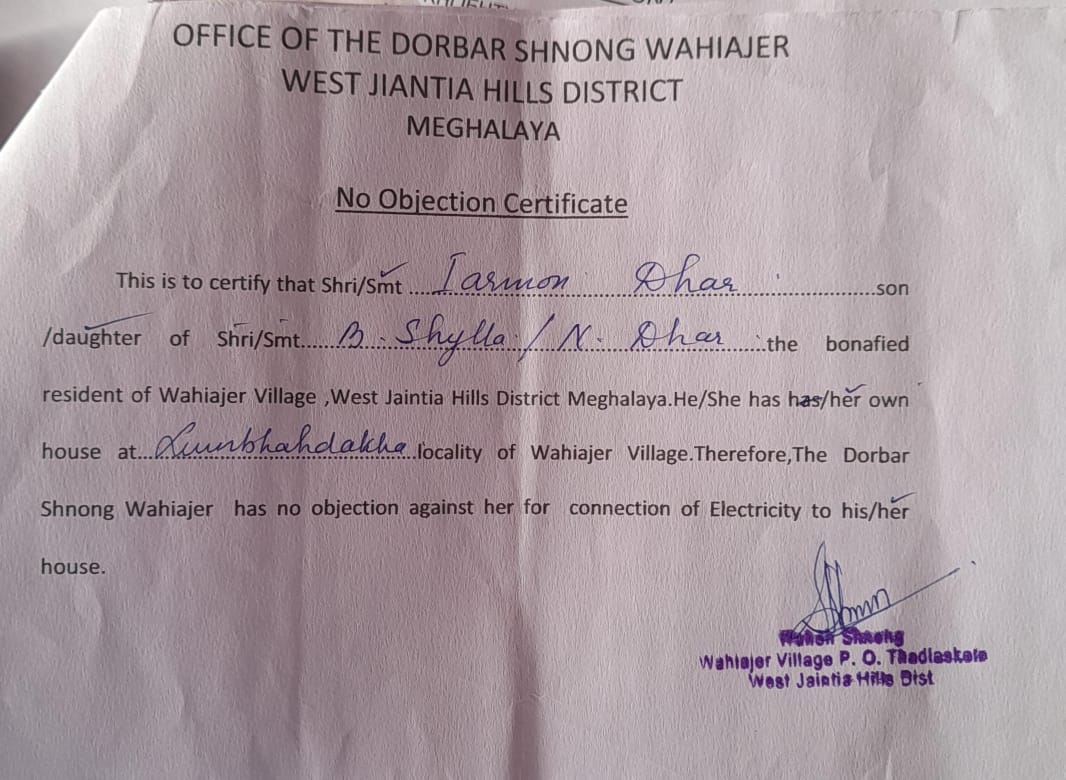 OFFICE OF THE DORBAR SHNONG WAHIAJER
WEST JIANTIA HILLS DISTRICT
MEGHALAYA
No Objection Certificate
This is to certify that Shri/Smt ....Iarmon Dhar....................son
/daughter of Shri/Smt.....B. Shylla / N. Dhar.....the bonafied
resident of Wahiajer Village ,West Jaintia Hills District Meghalaya.He/She has has/her own
house at...Lumbhahdakha..locality of Wahiajer Village.Therefore,The Dorbar
Shnong Wahiajer has no objection against her for connection of Electricity to his/her
house.
Waheh Shnong
Wahiajer Village P. O. Thadlaskein
West Jaintia Hills Dist